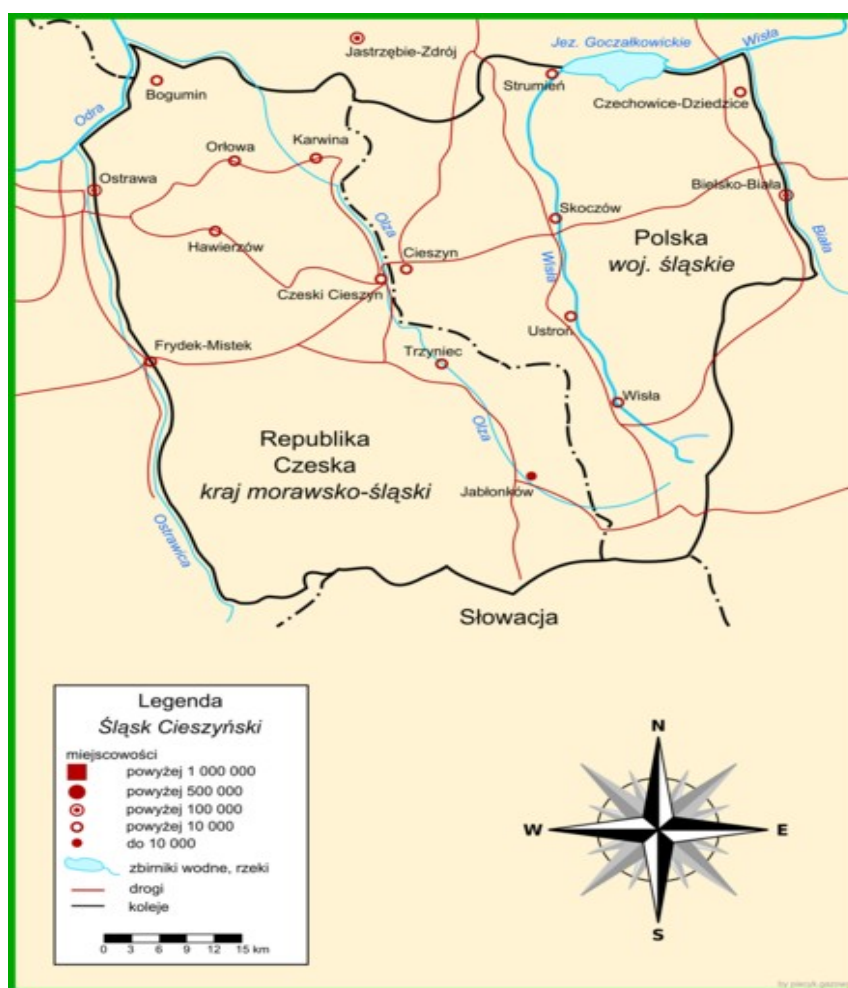 Jastrzębie-Zdrój
Jez. Goczałkowickie
Wisła
Bogumin
Strumień
Czechowice-Dziedzice
Odra
Orłowa
Karwina
Ostrawa
Bielsko-Biała
Olza
Skoczów
Hawierzów
Cieszyn
Wisła
Polska
woj. śląskie
Biała
Czeski Cieszyn
Ustroń
Frydek-Mistek
Trzyniec
Wisła
Olza
Republika
Czeska
kraj morawsko-śląski
Jabłonków
Ostrawica
Słowacja
Legenda
Śląsk Cieszyński
miejscowości
powyżej 1 000 000
powyżej 500 000
powyżej 100 000
powyżej 10 000
do 10 000
zbirniki wodne, rzeki
drogi
koleje
0 3 6 9 12 15 km
N
W
E
S